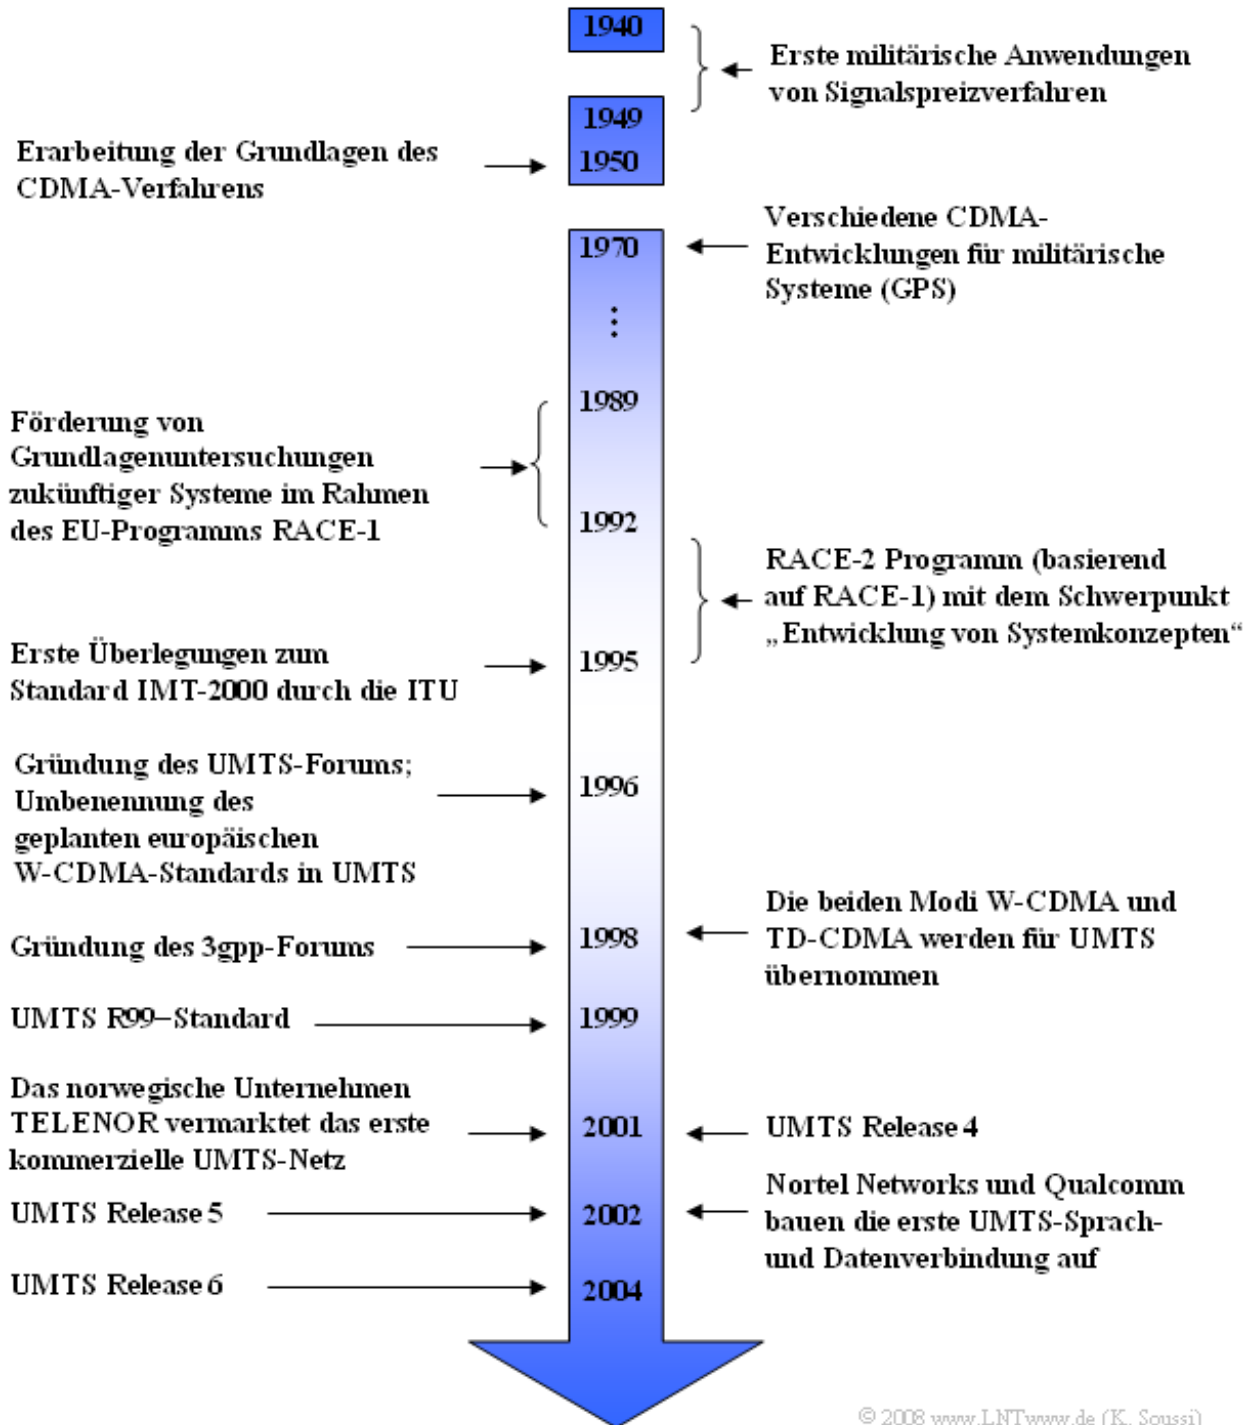 1940
Erste militärische Anwendungen
von Signalspreizverfahren
1949
Erarbeitung der Grundlagen des
CDMA-Verfahrens
1950
Verschiedene CDMA-
Entwicklungen für militärische
Systeme (GPS)
1970
⋮
1989
Förderung von
Grundlagenuntersuchungen
zukünftiger Systeme im Rahmen
des EU-Programms RACE-1
1992
RACE-2 Programm (basierend
auf RACE-1) mit dem Schwerpunkt
„Entwicklung von Systemkonzepten“
Erste Überlegungen zum
Standard IMT-2000 durch die ITU
1995
Gründung des UMTS-Forums;
Umbenennung des
geplanten europäischen
W-CDMA-Standards in UMTS
1996
Gründung des 3gpp-Forums
1998
Die beiden Modi W-CDMA und
TD-CDMA werden für UMTS
übernommen
UMTS R99–Standard
1999
Das norwegische Unternehmen
TELENOR vermarktet das erste
kommerzielle UMTS-Netz
2001
UMTS Release 4
UMTS Release 5
2002
Nortel Networks und Qualcomm
bauen die erste UMTS-Sprach-
und Datenverbindung auf
UMTS Release 6
2004
© 2008 www.LNTwww.de (K. Soussi)